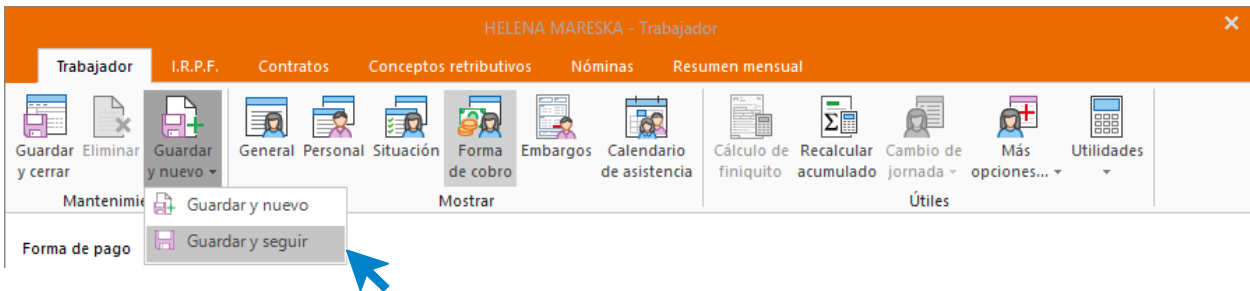 HELENA MARESKA - Trabajador
Trabajador I.R.P.F. Contratos Conceptos retributivos Nóminas Resumen mensual
Guardar y cerrar
Eliminar
Guardar y nuevo
General
Personal
Situación
Forma de cobro
Embargos
Calendario de asistencia
Cálculo de finiquito
Recalcular acumulado
Cambio de jornada
Más opciones...
Utilidades
Mostrar
Útiles
Guardar y nuevo
Guardar y seguir
Forma de pago